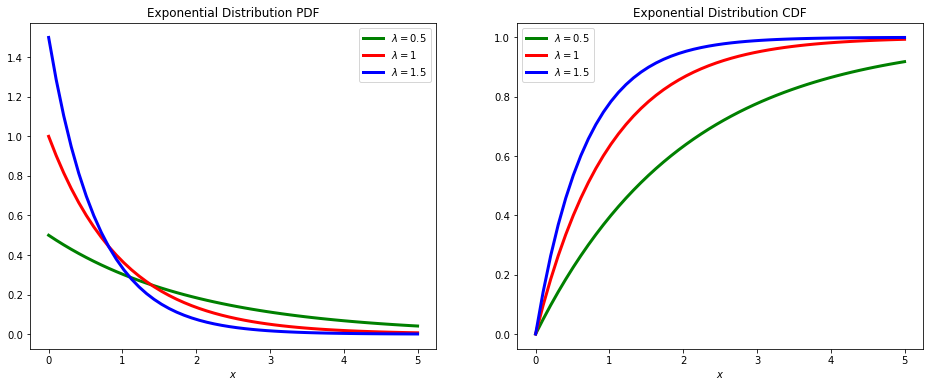 Exponential Distribution PDF
λ = 0.5
λ = 1
λ = 1.5
1.4
1.2
1.0
0.8
0.6
0.4
0.2
0.0
0 1 2 3 4 5
x
Exponential Distribution CDF
λ = 0.5
λ = 1
λ = 1.5
1.0
0.8
0.6
0.4
0.2
0.0
0 1 2 3 4 5
x